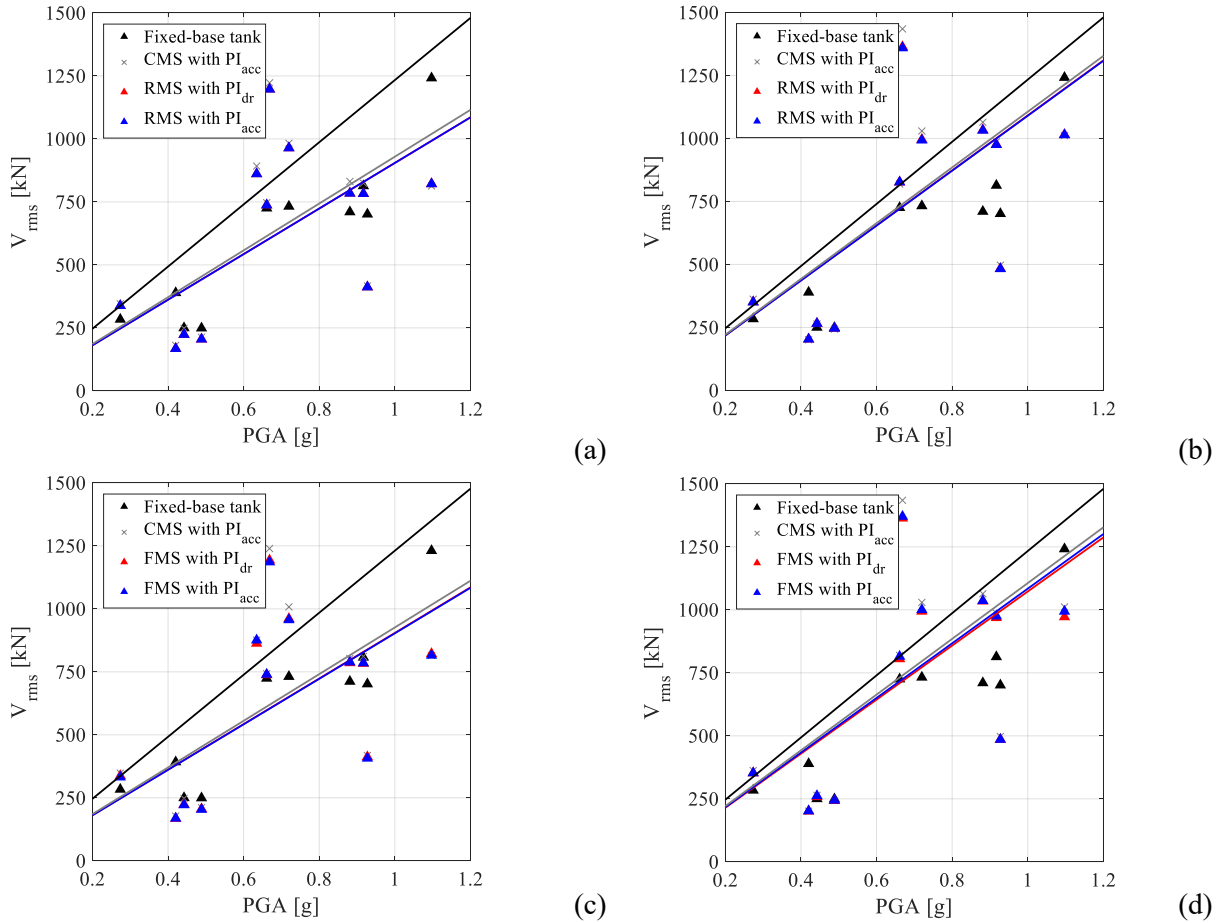 1500
1250
1000
750
500
250
0
V_rms [kN]
Fixed-base tank
CMS with PI_acc
RMS with PI_dr
RMS with PI_acc
0.2 0.4 0.6 0.8 1 1.2
PGA [g]
(a)
1500
1250
1000
750
500
250
0
V_rms [kN]
Fixed-base tank
CMS with PI_acc
RMS with PI_dr
RMS with PI_acc
0.2 0.4 0.6 0.8 1 1.2
PGA [g]
(b)
1500
1250
1000
750
500
250
0
V_rms [kN]
Fixed-base tank
CMS with PI_acc
FMS with PI_dr
FMS with PI_acc
0.2 0.4 0.6 0.8 1 1.2
PGA [g]
(c)
1500
1250
1000
750
500
250
0
V_rms [kN]
Fixed-base tank
CMS with PI_acc
FMS with PI_dr
FMS with PI_acc
0.2 0.4 0.6 0.8 1 1.2
PGA [g]
(d)